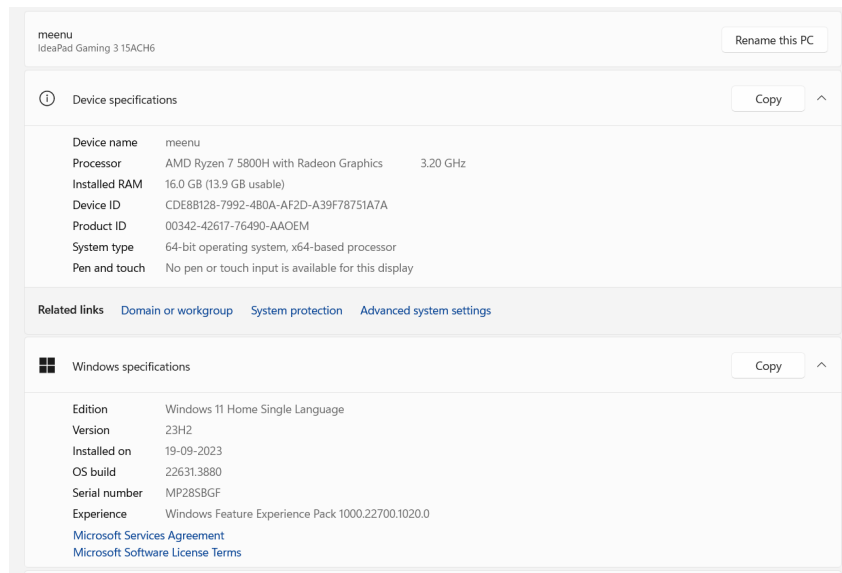 meenu
IdeaPad Gaming 3 15ACH6
Rename this PC
Device specifications
Copy
Device name meenu
Processor AMD Ryzen 7 5800H with Radeon Graphics 3.20 GHz
Installed RAM 16.0 GB (13.9 GB usable)
Device ID CDE8B128-7992-4B0A-AF2D-A39F78751A7A
Product ID 00342-42617-76490-AAOEM
System type 64-bit operating system, x64-based processor
Pen and touch No pen or touch input is available for this display
Related links Domain or workgroup System protection Advanced system settings
Windows specifications
Copy
Edition Windows 11 Home Single Language
Version 23H2
Installed on 19-09-2023
OS build 22631.3880
Serial number MP28SBGF
Experience Windows Feature Experience Pack 1000.22700.1020.0
Microsoft Services Agreement
Microsoft Software License Terms